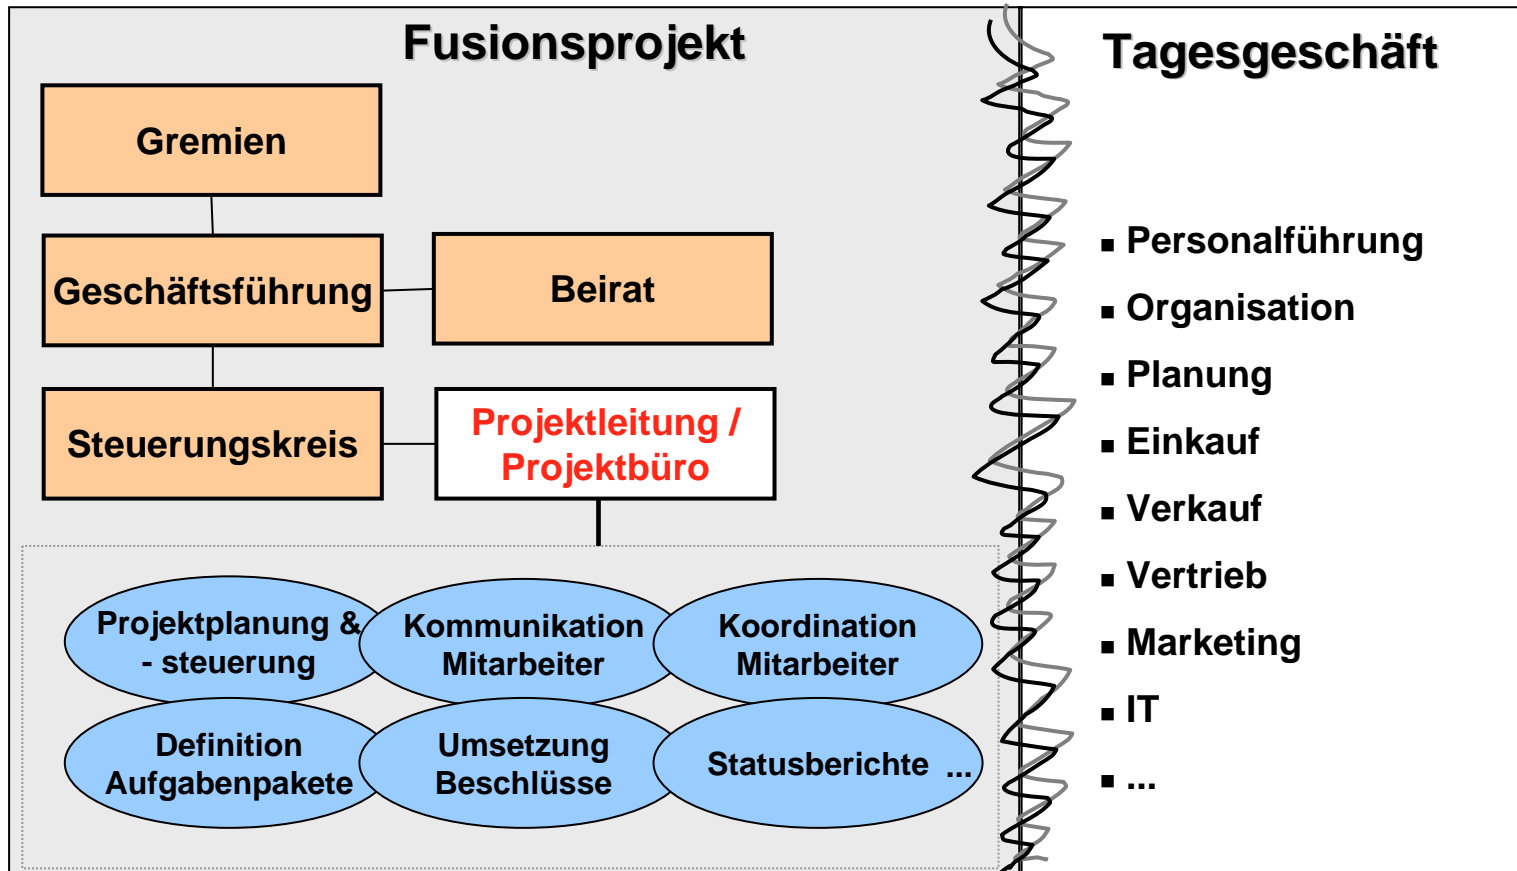 Fusionsprojekt
Gremien
Geschäftsführung
Beirat
Steuerungskreis
Projektleitung /
Projektbüro
Projektplanung &
- steuerung
Kommunikation
Mitarbeiter
Koordination
Mitarbeiter
Definition
Aufgabenpakete
Umsetzung
Beschlüsse
Statusberichte ...
Tagesgeschäft
▪ Personalführung
▪ Organisation
▪ Planung
▪ Einkauf
▪ Verkauf
▪ Vertrieb
▪ Marketing
▪ IT
▪ ...